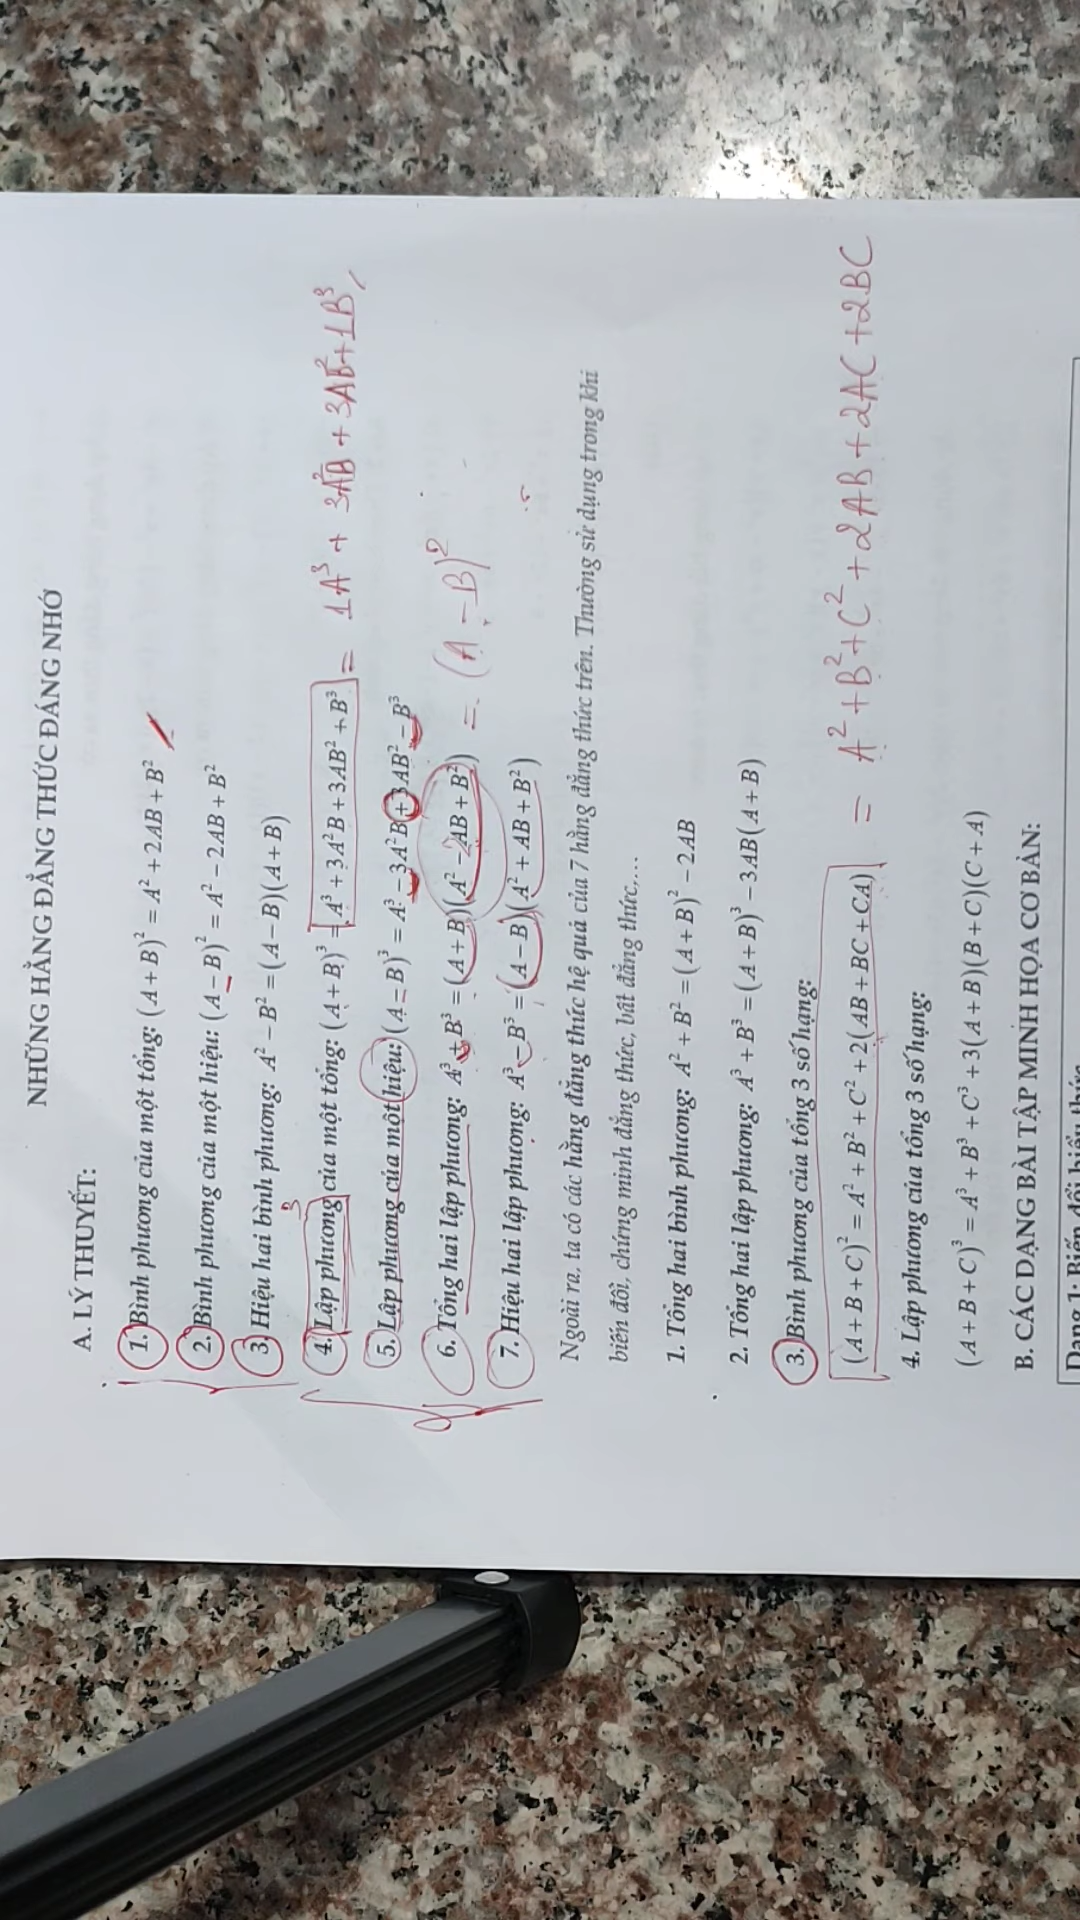 NHỮNG HẰNG ĐẲNG THỨC ĐÁNG NHỚ
A. LÝ THUYẾT:
1. Bình phương của một tổng: (A + B)² = A² + 2AB + B²
2. Bình phương của một hiệu: (A − B)² = A² − 2AB + B²
3. Hiệu hai bình phương: A² − B² = (A − B)(A + B)
4. Lập phương của một tổng: (A + B)³ = A³ + 3A²B + 3AB² + B³ = 1A³ + 3A²B + 3AB² + 1B³
5. Lập phương của một hiệu: (A − B)³ = A³ − 3A²B + 3AB² − B³
6. Tổng hai lập phương: A³ + B³ = (A + B)(A² − 2AB + B²) = (A − B)²
7. Hiệu hai lập phương: A³ − B³ = (A − B)(A² + AB + B²)
Ngoài ra, ta có các hằng đẳng thức hệ quả của 7 hằng đẳng thức trên. Thường sử dụng trong khi
biến đổi, chứng minh đẳng thức, bất đẳng thức,...
1. Tổng hai bình phương: A² + B² = (A + B)² − 2AB
2. Tổng hai lập phương: A³ + B³ = (A + B)³ − 3AB(A + B)
3. Bình phương của tổng 3 số hạng:
(A + B + C)² = A² + B² + C² + 2(AB + BC + CA) = A² + B² + C² + 2AB + 2AC + 2BC
4. Lập phương của tổng 3 số hạng:
(A + B + C)³ = A³ + B³ + C³ + 3(A + B)(B + C)(C + A)
B. CÁC DẠNG BÀI TẬP MINH HỌA CƠ BẢN:
Dạng 1: Biến đổi biểu thức